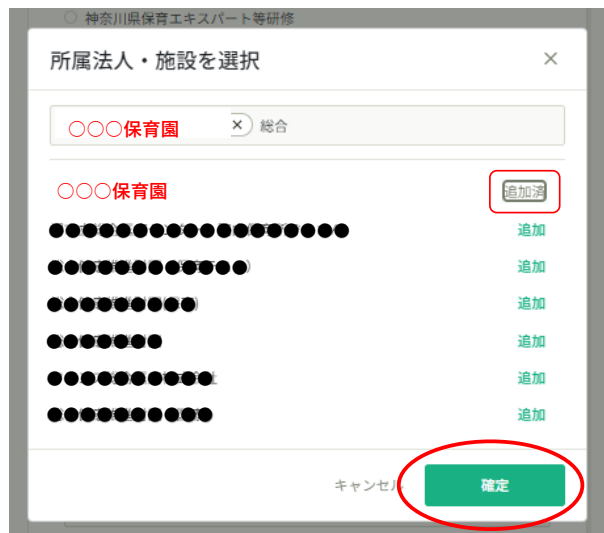 神奈川県保育エキスパート等研修
所属法人・施設を選択 ×
○○○保育園 × 総合
○○○保育園 追加済
追加
追加
追加
追加
追加
追加
キャンセル 確定